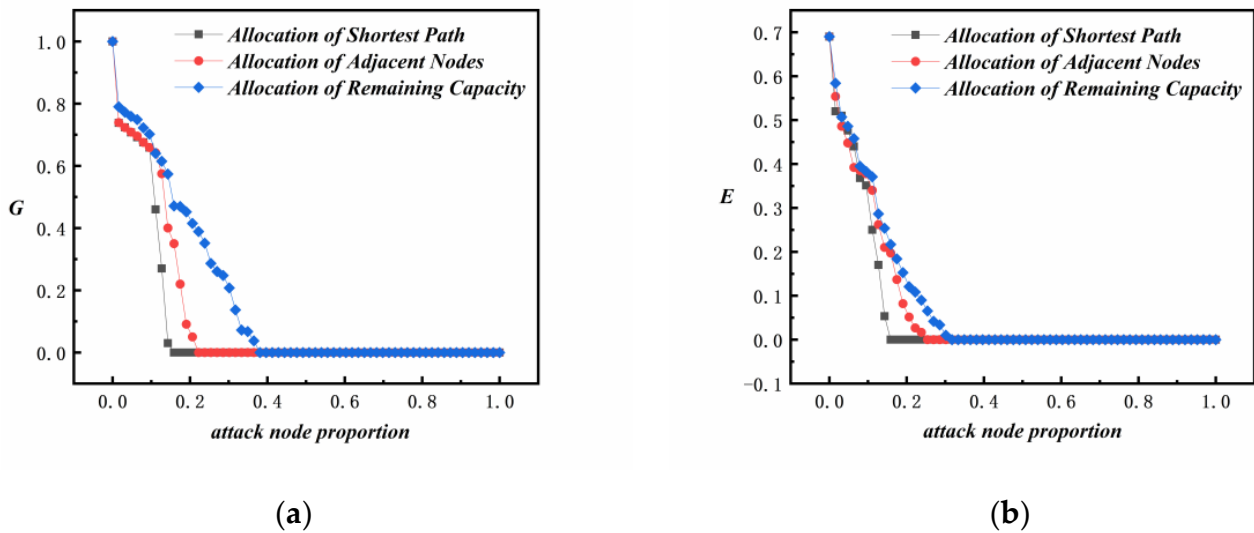 1.0
0.8
0.6
0.4
0.2
0.0
G
Allocation of Shortest Path
Allocation of Adjacent Nodes
Allocation of Remaining Capacity
0.0 0.2 0.4 0.6 0.8 1.0
attack node proportion
(a)
0.7
0.6
0.5
0.4
0.3
0.2
0.1
0.0
−0.1
E
Allocation of Shortest Path
Allocation of Adjacent Nodes
Allocation of Remaining Capacity
0.0 0.2 0.4 0.6 0.8 1.0
attack node proportion
(b)